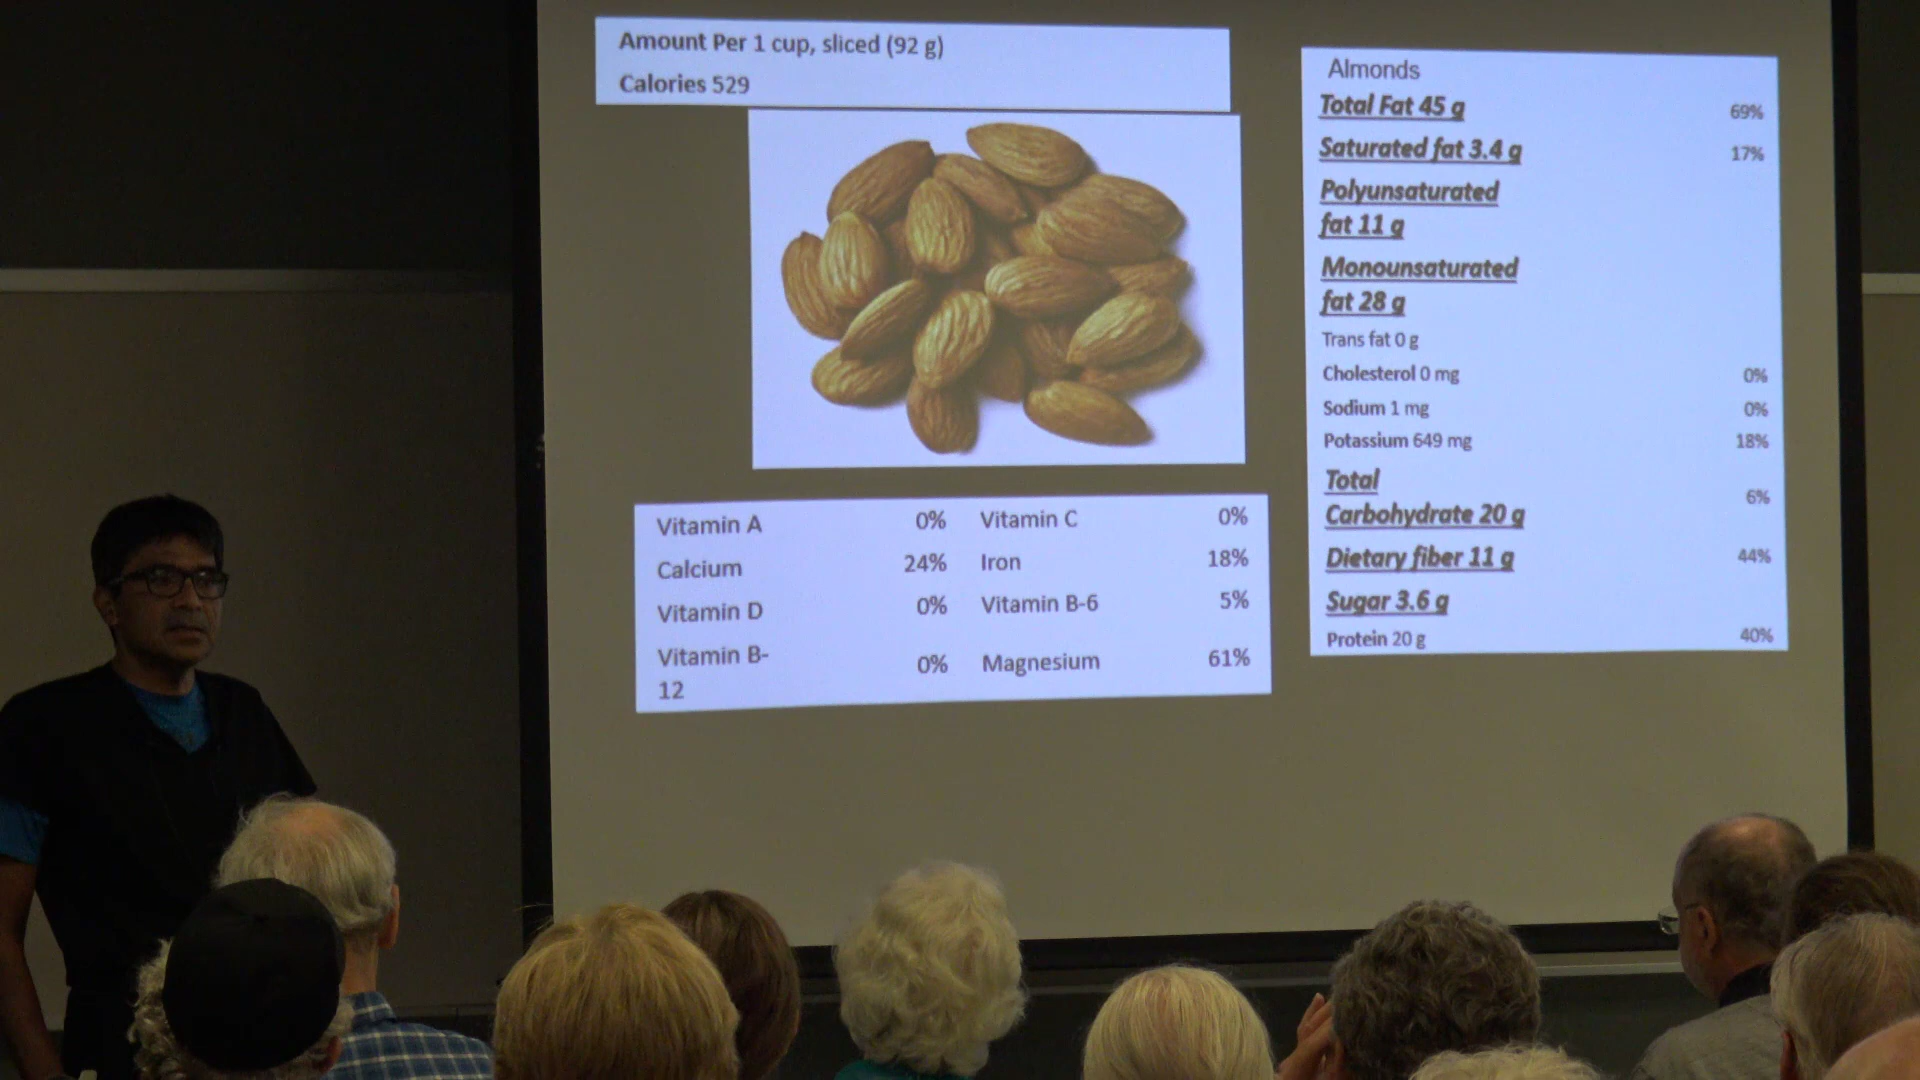 Amount Per 1 cup, sliced (92 g)
Calories 529
Almonds
Total Fat 45 g 69%
Saturated fat 3.4 g 17%
Polyunsaturated
fat 11 g
Monounsaturated
fat 28 g
Trans fat 0 g
Cholesterol 0 mg 0%
Sodium 1 mg 0%
Potassium 649 mg 18%
Total
Carbohydrate 20 g 6%
Dietary fiber 11 g 44%
Sugar 3.6 g
Protein 20 g 40%
Vitamin A 0% Vitamin C 0%
Calcium 24% Iron 18%
Vitamin D 0% Vitamin B-6 5%
Vitamin B-
12 0% Magnesium 61%